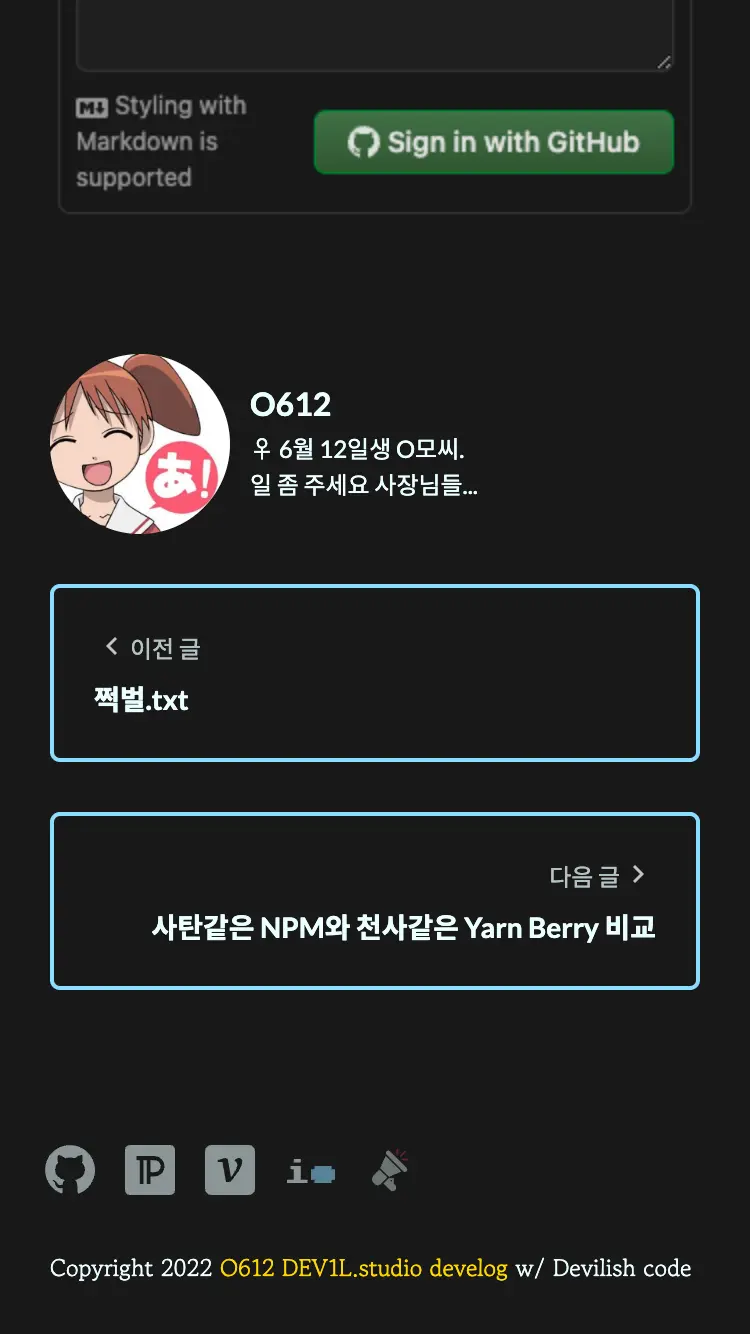 Styling with
Markdown is
supported
Sign in with GitHub
あ!
O612
웃 6월 12일생 O모씨.
일 좀 주세요 사장님들...
이전 글
쩍벌.txt
다음 글
사탄같은 NPM와 천사같은 Yarn Berry 비교
Copyright 2022 O612 DEV1L.studio develog w/ Devilish code